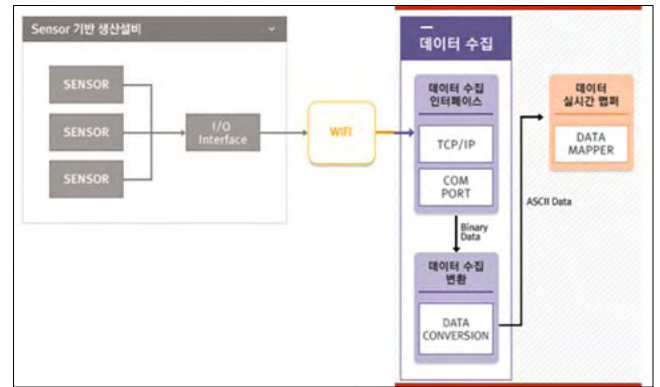 Sensor 기반 생산설비
SENSOR
SENSOR
SENSOR
I/O
Interface
WIFI
데이터 수집
데이터 수집
인터페이스
TCP/IP
COM
PORT
Binary
Data
데이터 수집
변환
DATA
CONVERSION
ASCII Data
데이터
실시간 맵퍼
DATA
MAPPER